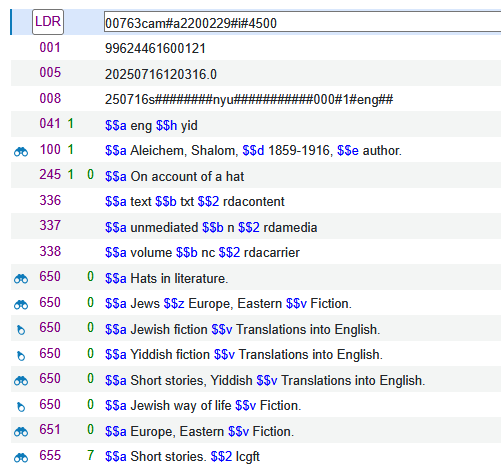 LDR 00763cam#a2200229#i#4500
001 99624461600121
005 20250716120316.0
008 250716s########nyu###########000#1#eng##
041 1 $$a eng $$h yid
100 1 $$a Aleichem, Shalom, $$d 1859-1916, $$e author.
245 1 0 $$a On account of a hat
336 $$a text $$b txt $$2 rdacontent
337 $$a unmediated $$b n $$2 rdamedia
338 $$a volume $$b nc $$2 rdacarrier
650 0 $$a Hats in literature.
650 0 $$a Jews $$z Europe, Eastern $$v Fiction.
650 0 $$a Jewish fiction $$v Translations into English.
650 0 $$a Yiddish fiction $$v Translations into English.
650 0 $$a Short stories, Yiddish $$v Translations into English.
650 0 $$a Jewish way of life $$v Fiction.
651 0 $$a Europe, Eastern $$v Fiction.
655 7 $$a Short stories. $$2 lcgft